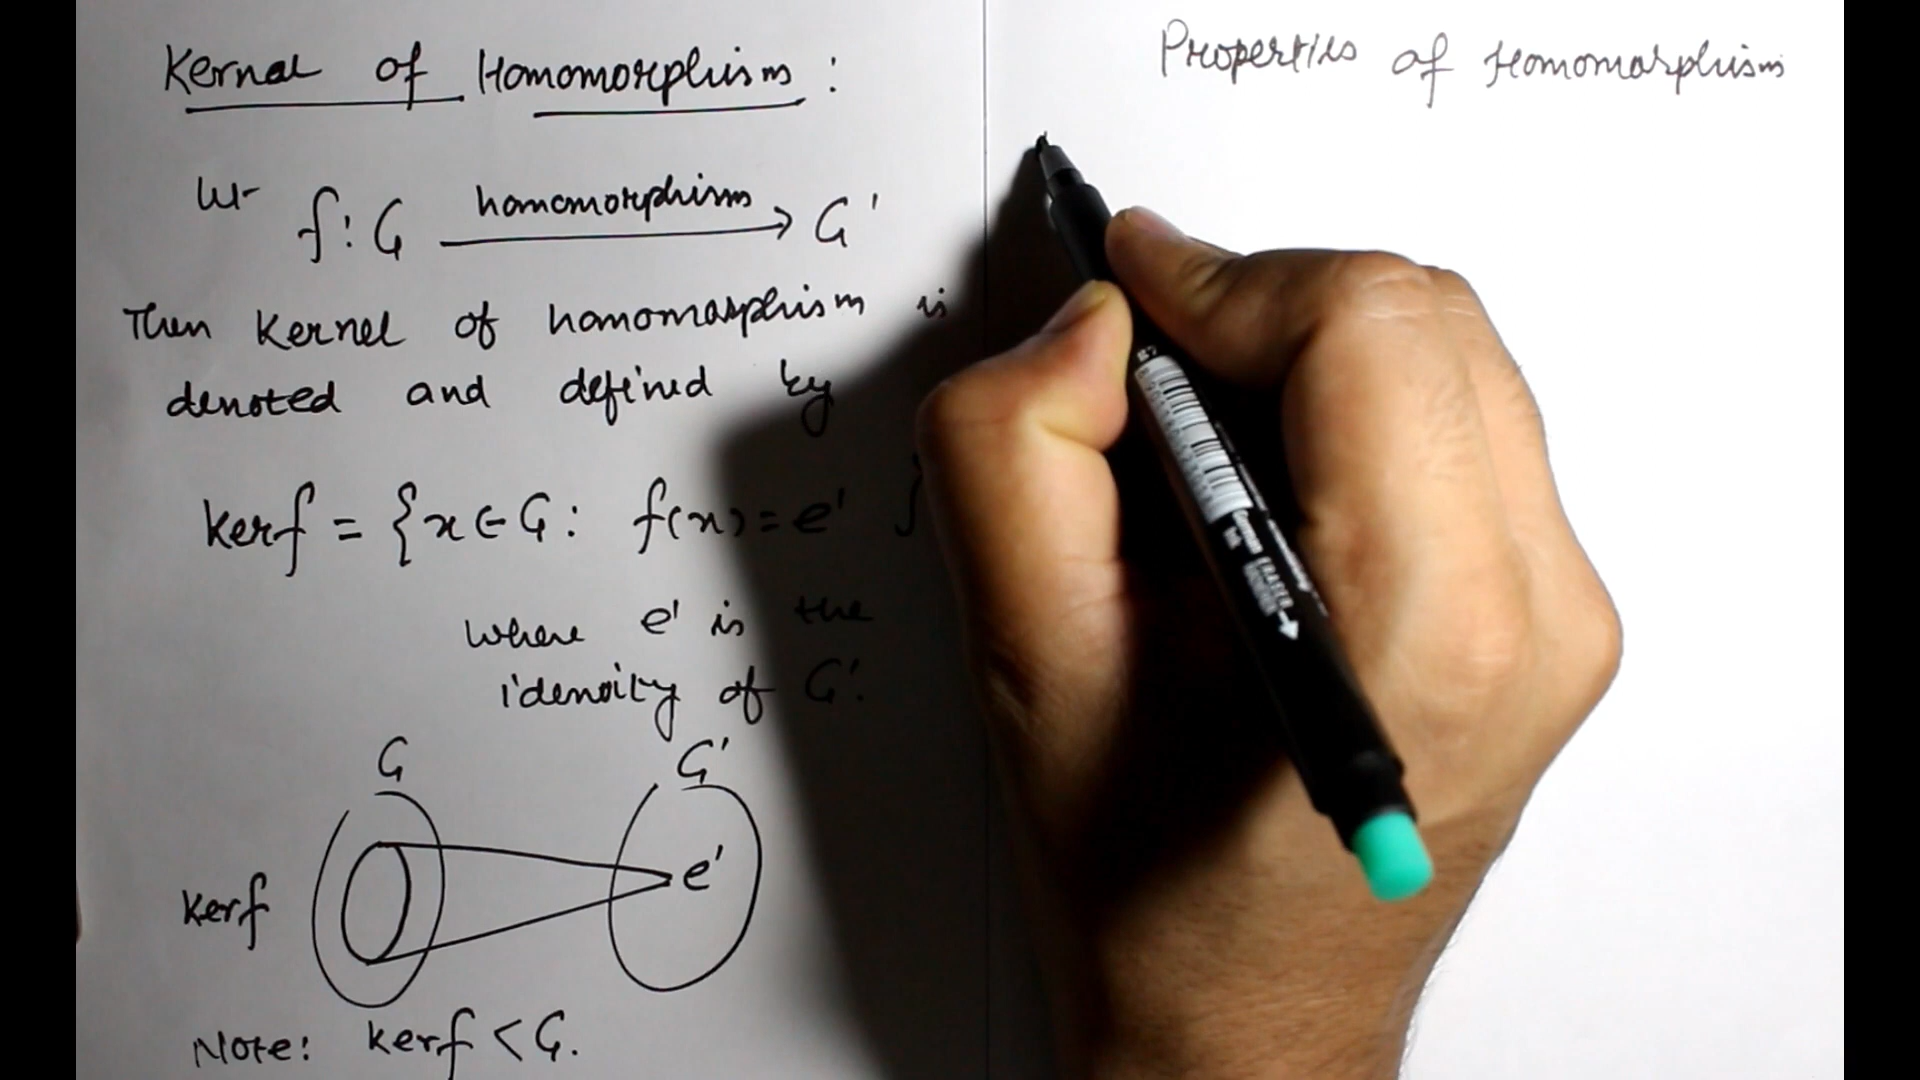 Kernal of Homomorphism :
let f : G homomorphism → G'
Then Kernel of homomorphism is
denoted and defined by
kerf = { x ∈ G : f(x) = e' }
where e' is the
identity of G'.
G G'
kerf e'
Note: kerf < G.
Properties of Homomorphism